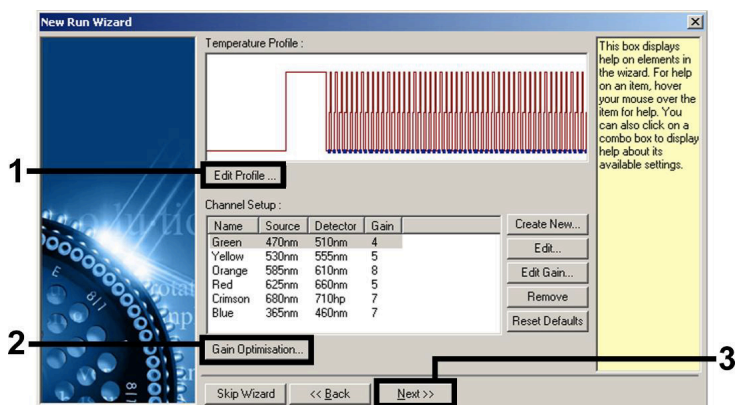 New Run Wizard
Temperature Profile :
This box displays
help on elements in
the wizard. For help
on an item, hover
your mouse over the
item for help. You
can also click on a
combo box to display
help about its
available settings.
1
Edit Profile ...
Channel Setup :
Name Source Detector Gain
Green 470nm 510nm 4
Yellow 530nm 555nm 5
Orange 585nm 610nm 8
Red 625nm 660nm 5
Crimson 680nm 710hp 7
Blue 365nm 460nm 7
Create New...
Edit...
Edit Gain...
Remove
Reset Defaults
2
Gain Optimisation...
3
Skip Wizard
<< Back
Next >>